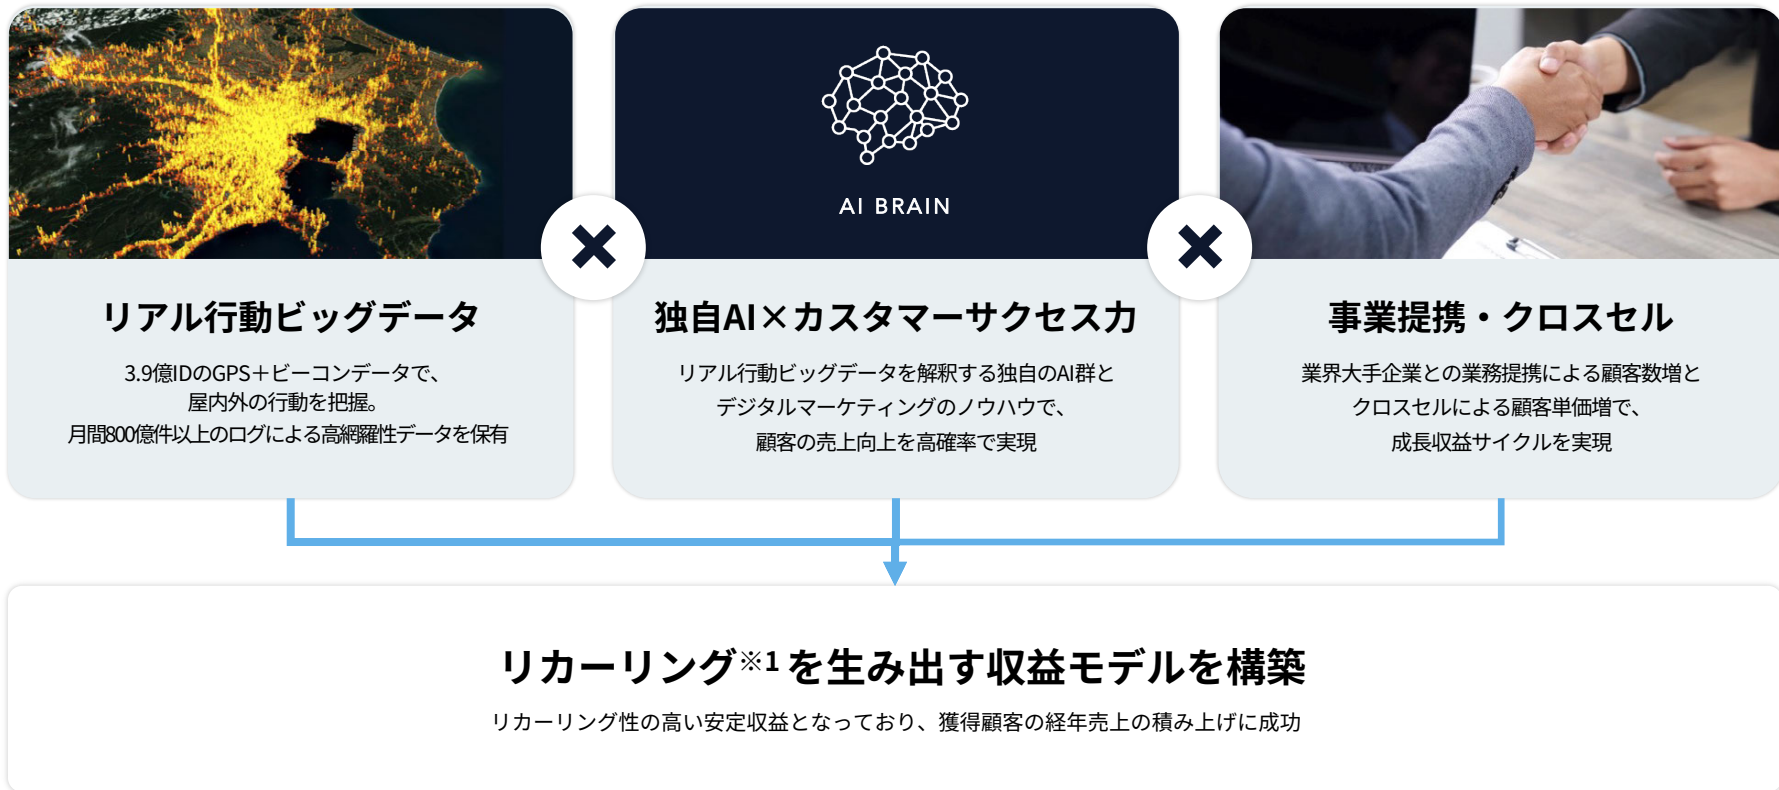 AI BRAIN
リアル行動ビッグデータ
3.9億IDのGPS＋ビーコンデータで、
屋内外の行動を把握。
月間800億件以上のログによる高網羅性データを保有
独自AI×カスタマーサクセス力
リアル行動ビッグデータを解釈する独自のAI群と
デジタルマーケティングのノウハウで、
顧客の売上向上を高確率で実現
事業提携・クロスセル
業界大手企業との業務提携による顧客数増と
クロスセルによる顧客単価増で、
成長収益サイクルを実現
リカーリング※1を生み出す収益モデルを構築
リカーリング性の高い安定収益となっており、獲得顧客の経年売上の積み上げに成功